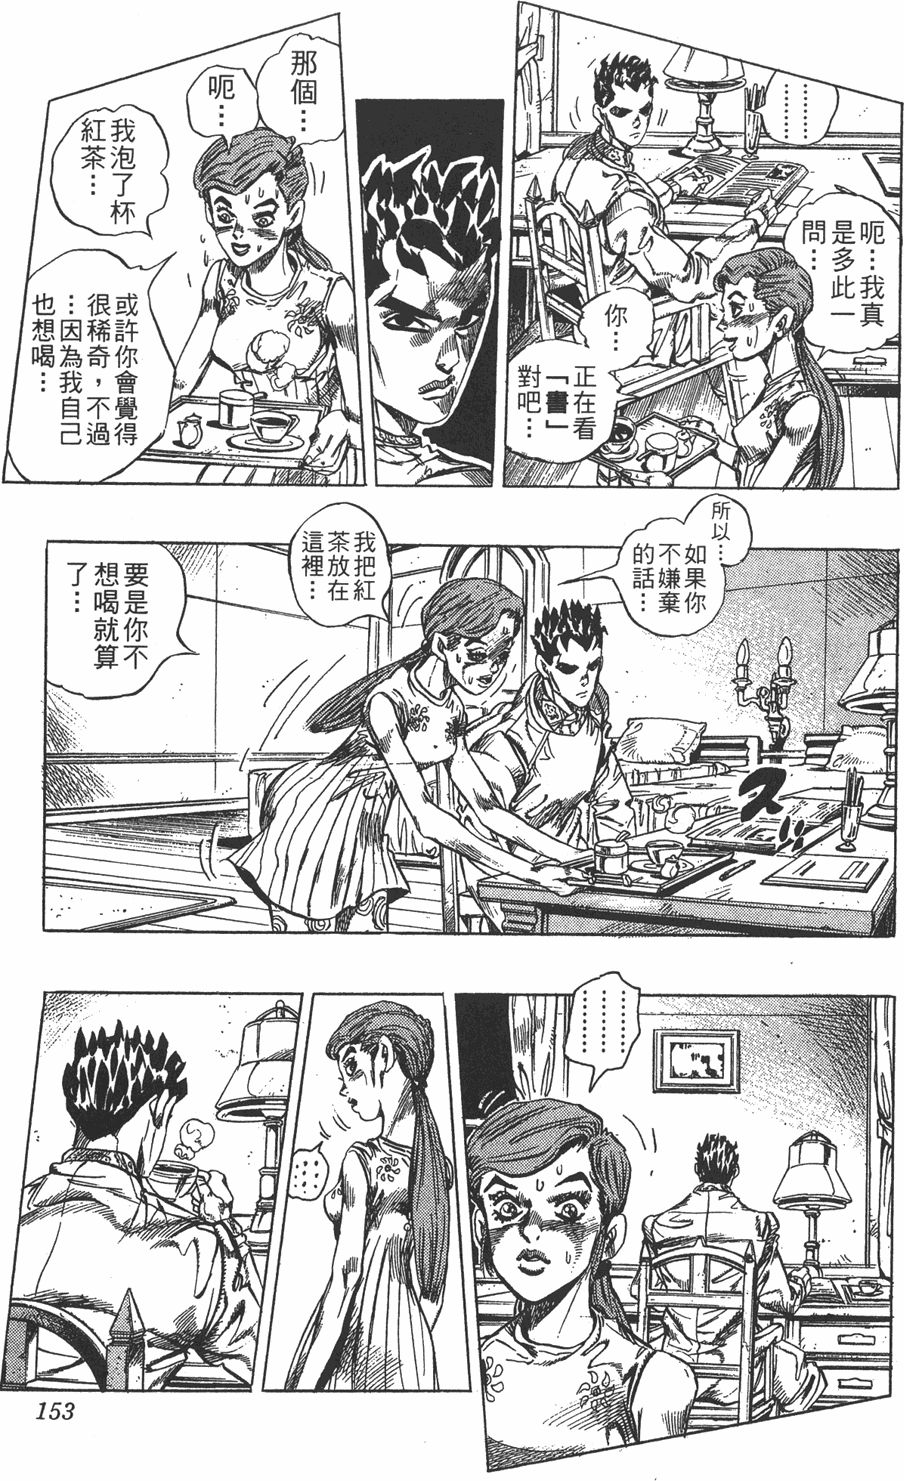 ………
呃…我真
是多此一
問…
你…
正在看
「書」
對吧…
那個…
呃…
我泡了杯
紅茶…
或許你會覺得
很稀奇，不過
…因為我自己
也想喝…
所以…
如果你
不嫌棄
的話…
我把紅
茶放在
這裡…
要是你不
想喝就算
了…
ス!!
………
………
………
………
153